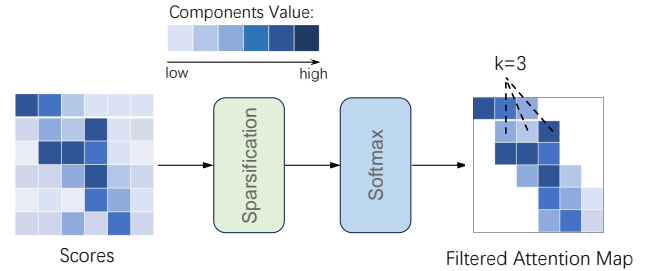 Components Value:
low
high
k=3
Sparsification
Softmax
Scores
Filtered Attention Map